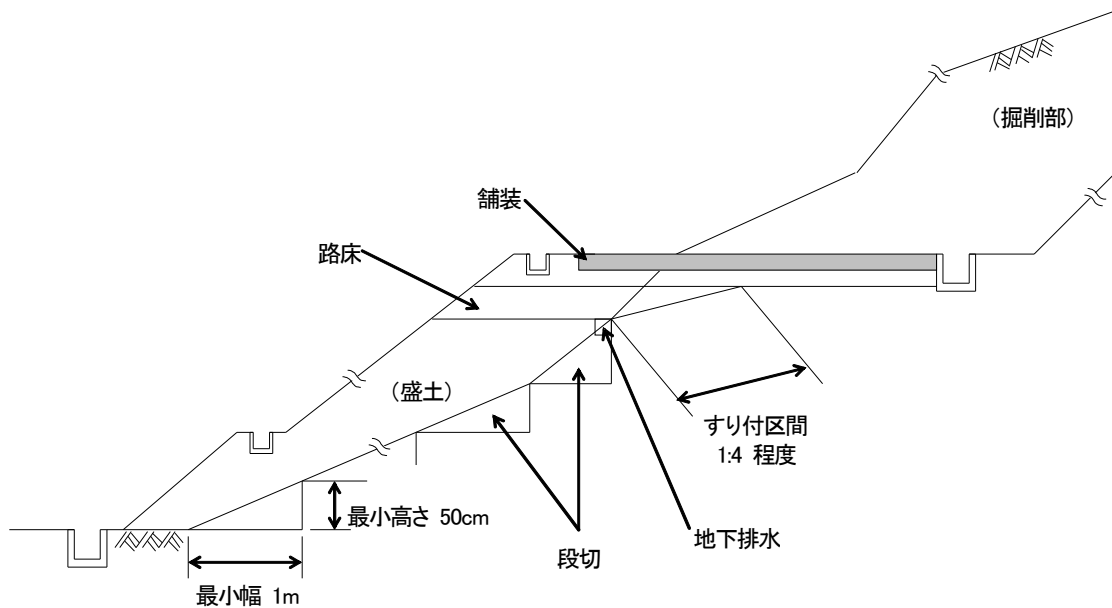 （掘削部）
舗装
路床
（盛土）
すり付区間
1:4 程度
最小高さ 50cm
地下排水
段切
最小幅 1m